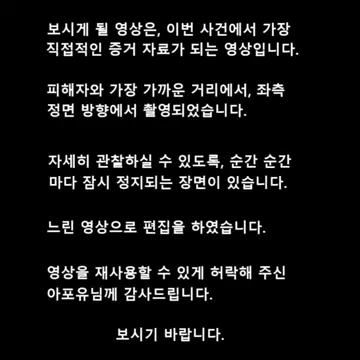 보시게 될 영상은, 이번 사건에서 가장
직접적인 증거 자료가 되는 영상입니다.
피해자와 가장 가까운 거리에서, 좌측
정면 방향에서 촬영되었습니다.
자세히 관찰하실 수 있도록, 순간 순간
마다 잠시 정지되는 장면이 있습니다.
느린 영상으로 편집을 하였습니다.
영상을 재사용할 수 있게 허락해 주신
아포유님께 감사드립니다.
보시기 바랍니다.